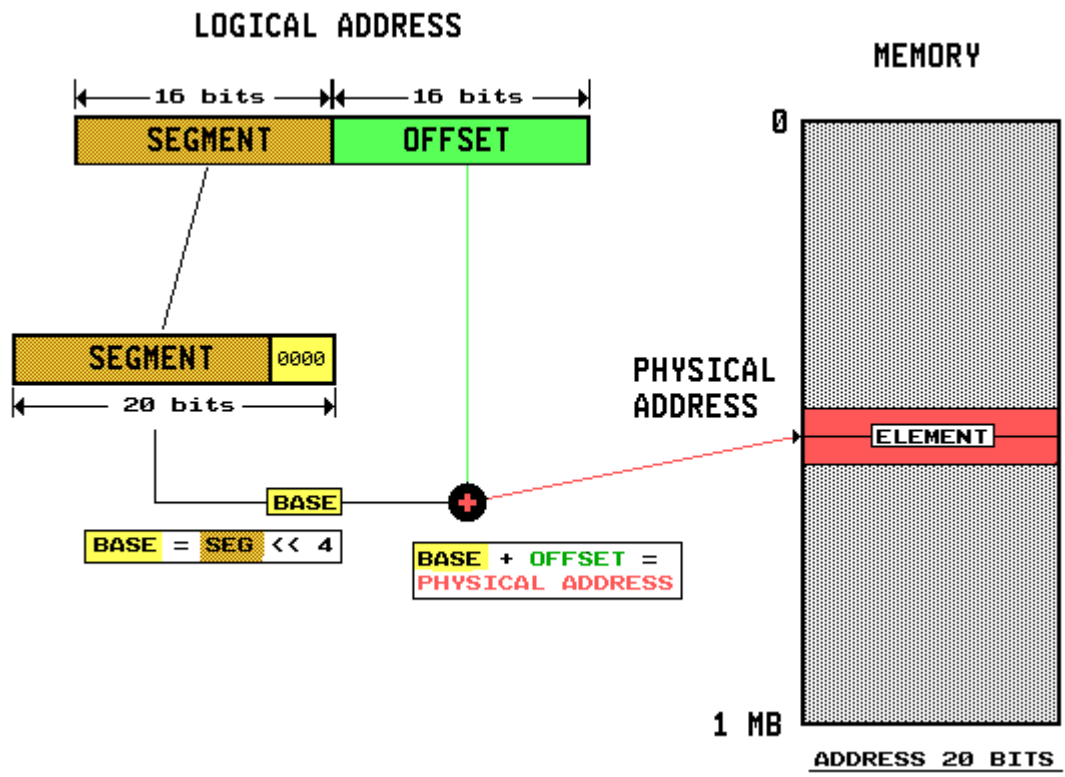 LOGICAL ADDRESS
MEMORY
16 bits 16 bits
SEGMENT OFFSET
0
SEGMENT 0000
20 bits
PHYSICAL
ADDRESS
ELEMENT
BASE +
BASE = SEG << 4
BASE + OFFSET =
PHYSICAL ADDRESS
1 MB
ADDRESS 20 BITS